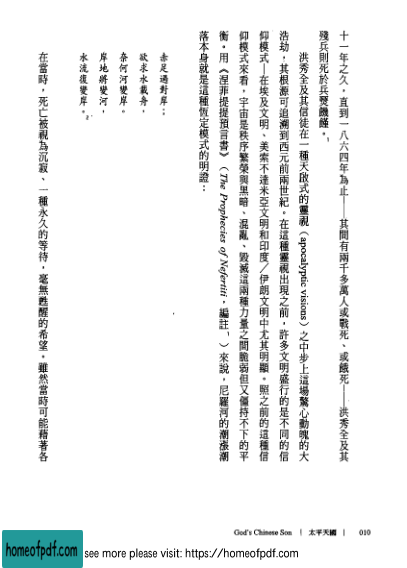 十一年之久，直到一八六四年為止——其間有兩千多萬人或戰死、或餓死——洪秀全及其
殘兵則死於兵燹饑饉。1
洪秀全及其信徒在一種天啟式的靈視（apocalyptic visions）之中步上這場驚心動魄的大
浩劫，其根源可追溯到西元前兩世紀。在這種靈視出現之前，許多文明盛行的是不同的信
仰模式—在埃及文明、美索不達米亞文明和印度／伊朗文明中尤其明顯。照之前的這種信
仰模式來看，宇宙是秩序繁榮與黑暗、混亂、毀滅這兩種力量之間脆弱但又僵持不下的平
衡。用《涅菲提提預言書》（The Prophecies of Nefertiti，編註1）來說，尼羅河的潮漲潮
落本身就是這種恆定模式的明證：
赤足過對岸；
欲求水載舟，
奈何河變岸。
岸地將變河，
水流復變岸。2
在當時，死亡被視為沉寂、一種永久的等待，毫無甦醒的希望。雖然當時可能藉著各
God's Chinese Son ｜ 太平天國 ｜ 010
homeofpdf.com see more please visit: https://homeofpdf.com